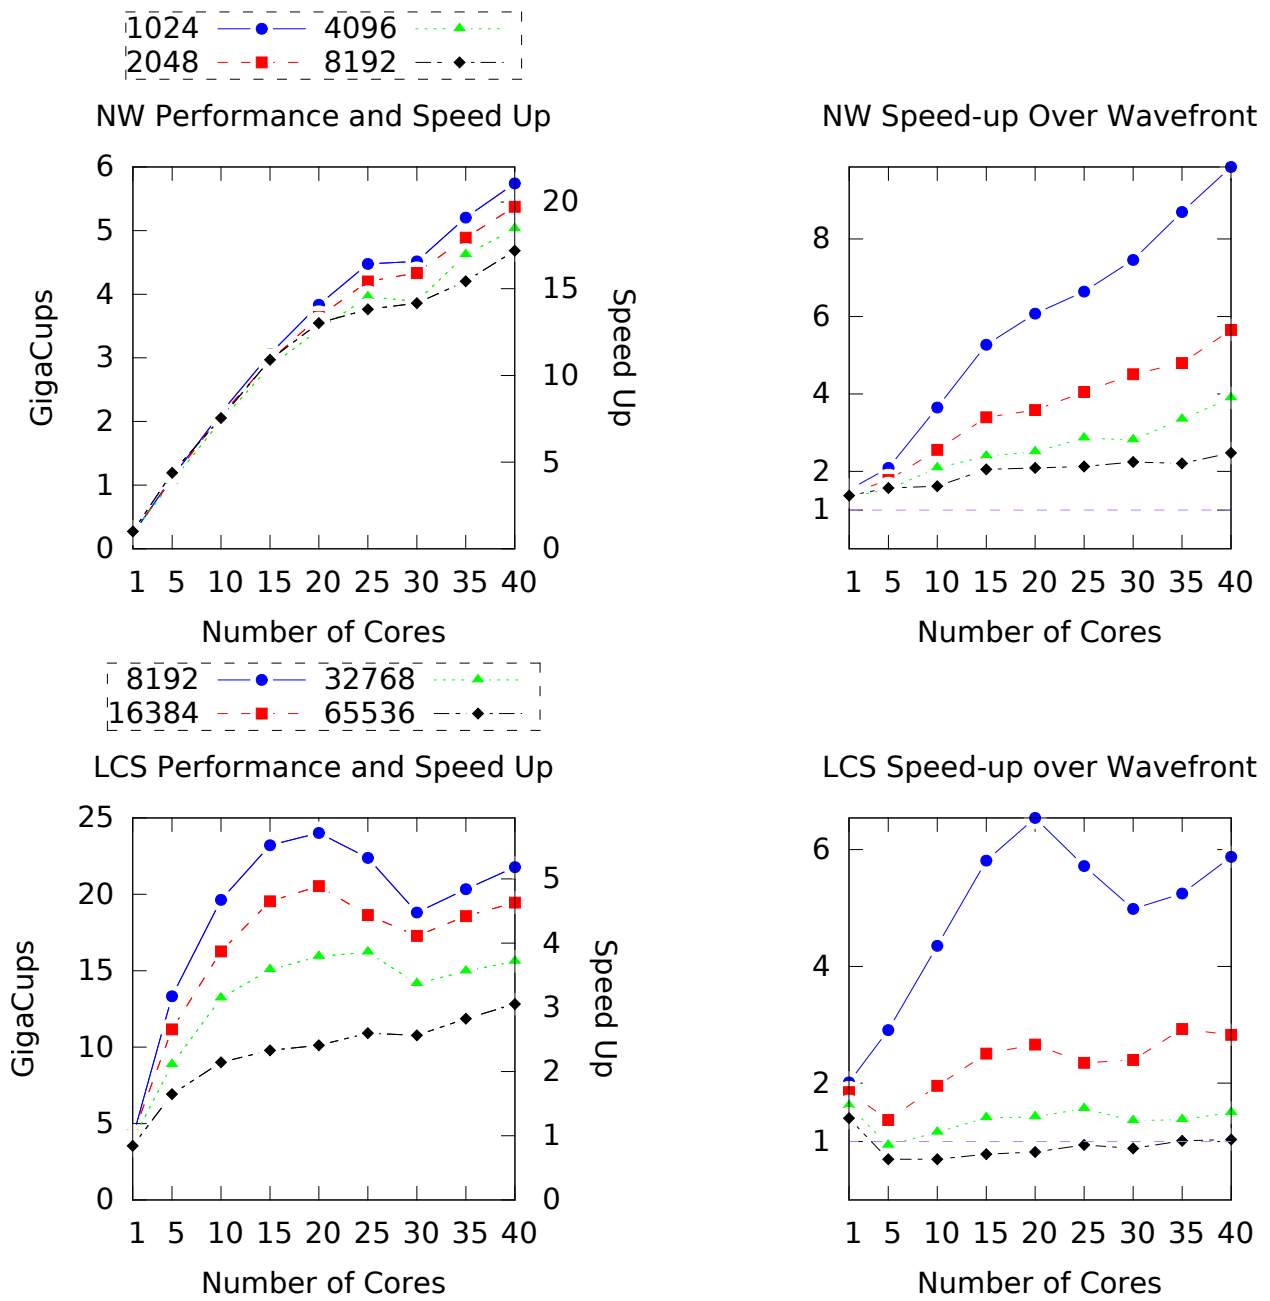 1024 4096
2048 8192
NW Performance and Speed Up
6
5
4
3
2
1
0
GigaCups
20
15
10
5
0
Speed Up
1 5 10 15 20 25 30 35 40
Number of Cores
NW Speed-up Over Wavefront
8
6
4
2
1
1 5 10 15 20 25 30 35 40
Number of Cores
8192 32768
16384 65536
LCS Performance and Speed Up
25
20
15
10
5
0
GigaCups
5
4
3
2
1
0
Speed Up
1 5 10 15 20 25 30 35 40
Number of Cores
LCS Speed-up over Wavefront
6
4
2
1
1 5 10 15 20 25 30 35 40
Number of Cores